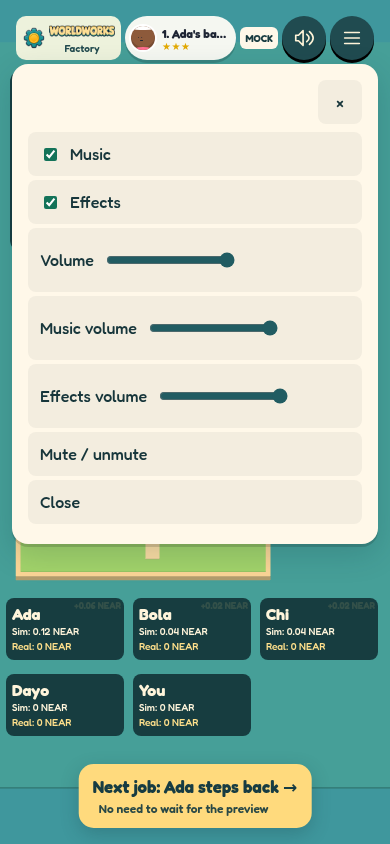 WORLDWORKS
Factory
1. Ada's ba...
★★★
MOCK
×
Music
Effects
Volume
Music volume
Effects volume
Mute / unmute
Close
+0.06 NEAR
Ada
Sim: 0.12 NEAR
Real: 0 NEAR
+0.02 NEAR
Bola
Sim: 0.04 NEAR
Real: 0 NEAR
+0.02 NEAR
Chi
Sim: 0.04 NEAR
Real: 0 NEAR
Dayo
Sim: 0 NEAR
Real: 0 NEAR
You
Sim: 0 NEAR
Real: 0 NEAR
Next job: Ada steps back →
No need to wait for the preview